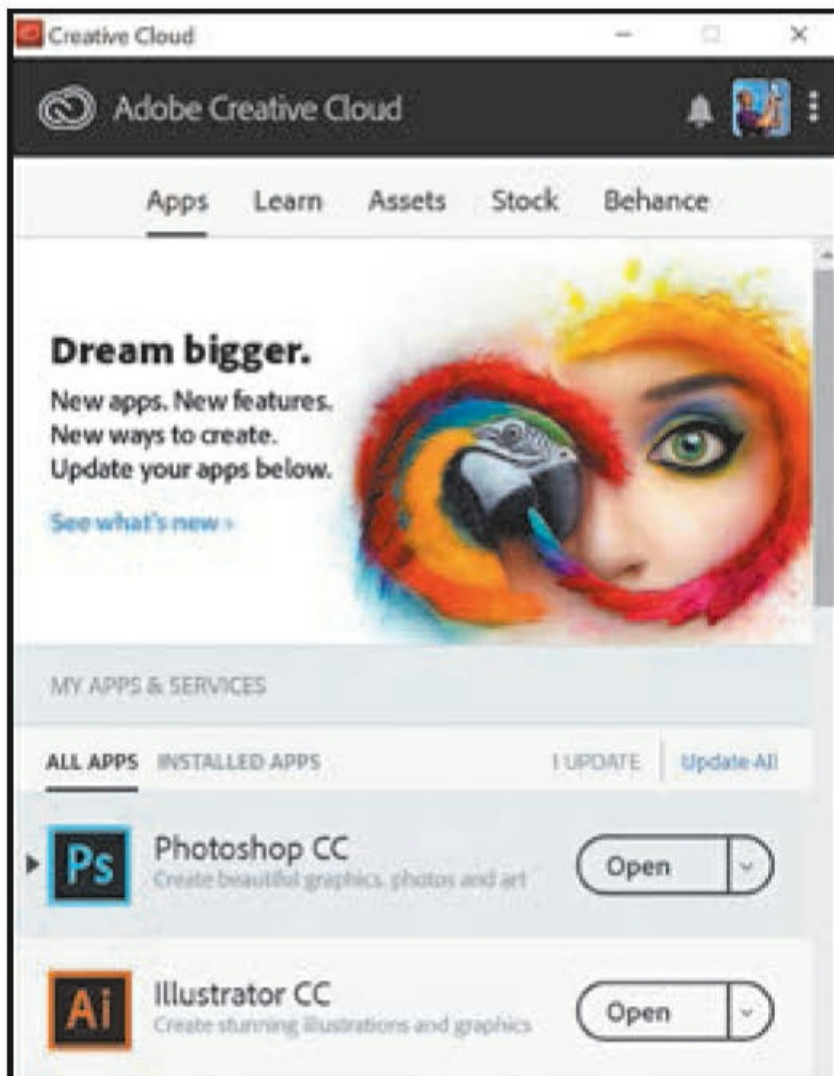 Creative Cloud
Adobe Creative Cloud
Apps Learn Assets Stock Behance
Dream bigger.
New apps. New features.
New ways to create.
Update your apps below.
See what's new ›
MY APPS & SERVICES
ALL APPS INSTALLED APPS 1 UPDATE Update All
Ps Photoshop CC Open
Create beautiful graphics, photos and art
Ai Illustrator CC Open
Create stunning illustrations and graphics